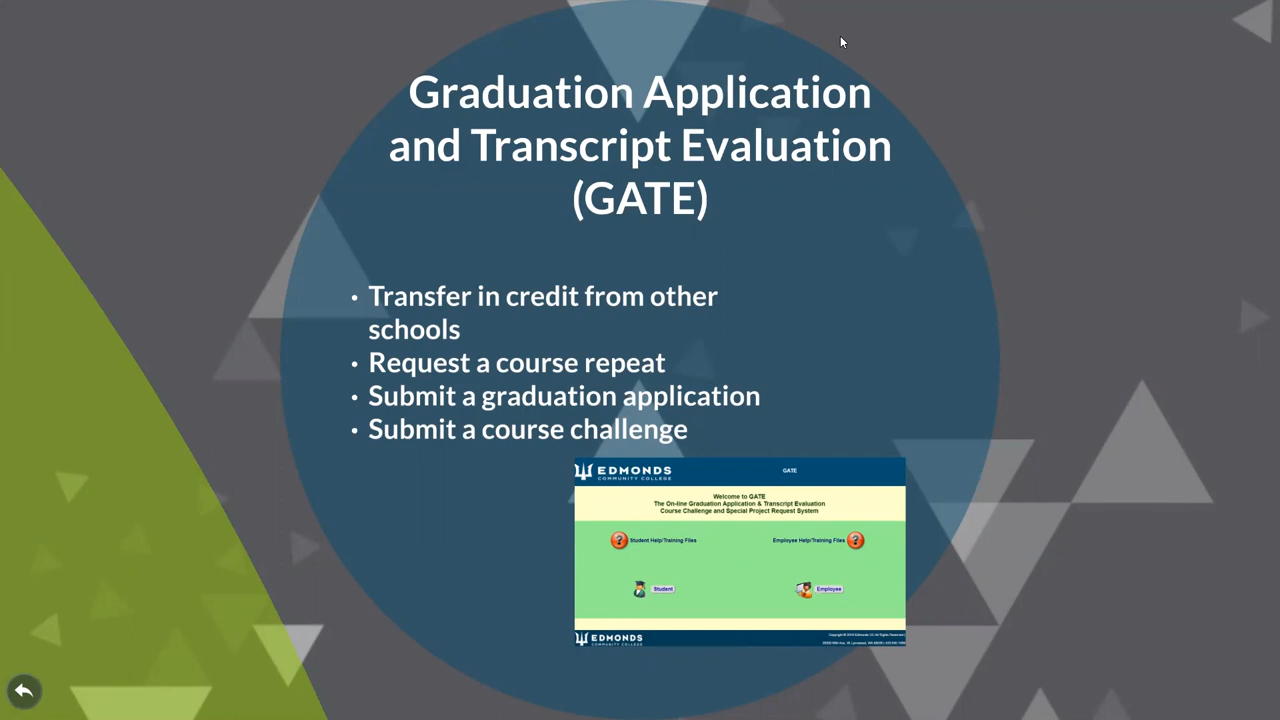 Graduation Application
and Transcript Evaluation
(GATE)
• Transfer in credit from other
schools
• Request a course repeat
• Submit a graduation application
• Submit a course challenge
EDMONDS
COMMUNITY COLLEGE
GATE
Welcome to GATE
The On-line Graduation Application & Transcript Evaluation
Course Challenge and Special Project Request System
? Student Help/Training Files
Employee Help/Training Files ?
Student
Employee
EDMONDS
COMMUNITY COLLEGE